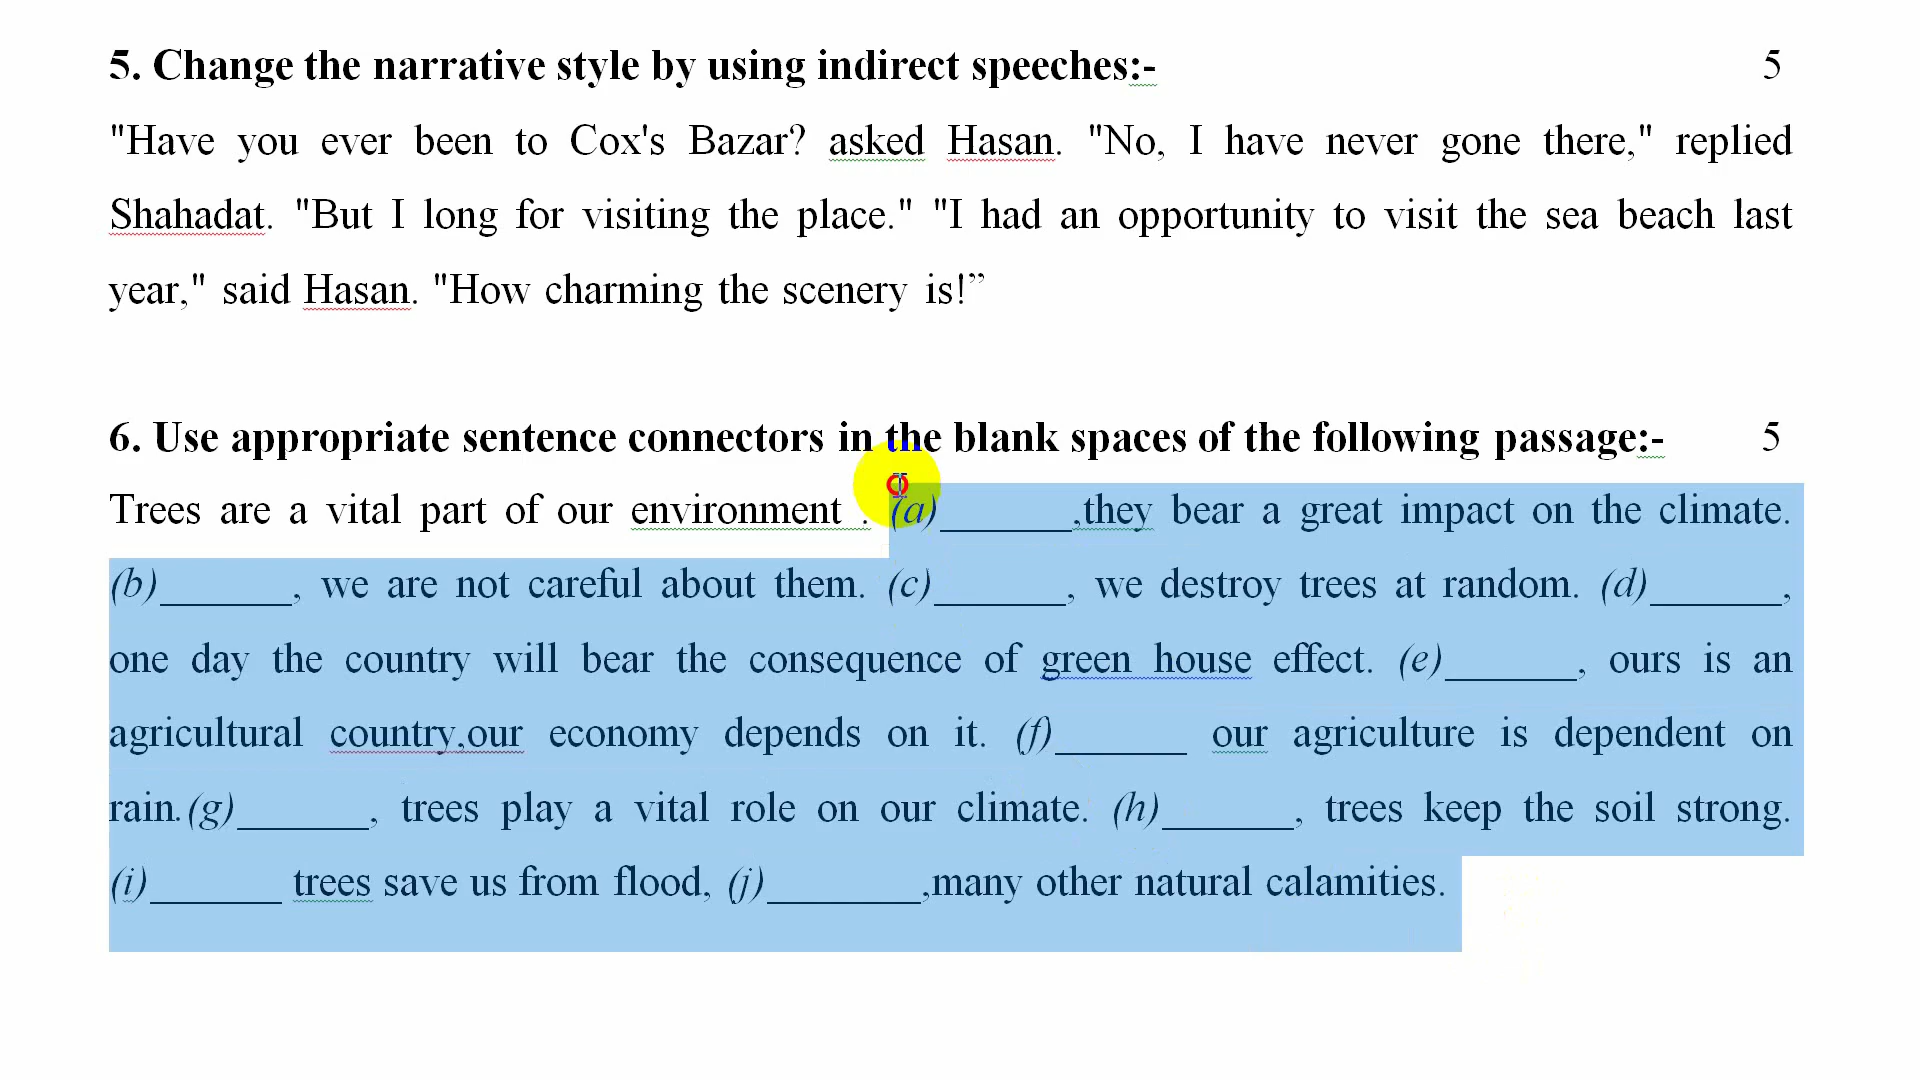 5. Change the narrative style by using indirect speeches:- 5
"Have you ever been to Cox's Bazar? asked Hasan. "No, I have never gone there," replied
Shahadat. "But I long for visiting the place." "I had an opportunity to visit the sea beach last
year," said Hasan. "How charming the scenery is!”
6. Use appropriate sentence connectors in the blank spaces of the following passage:- 5
Trees are a vital part of our environment . (a)______,they bear a great impact on the climate.
(b)______, we are not careful about them. (c)______, we destroy trees at random. (d)______,
one day the country will bear the consequence of green house effect. (e)______, ours is an
agricultural country,our economy depends on it. (f)______ our agriculture is dependent on
rain.(g)______, trees play a vital role on our climate. (h)______, trees keep the soil strong.
(i)______ trees save us from flood, (j)_______,many other natural calamities.